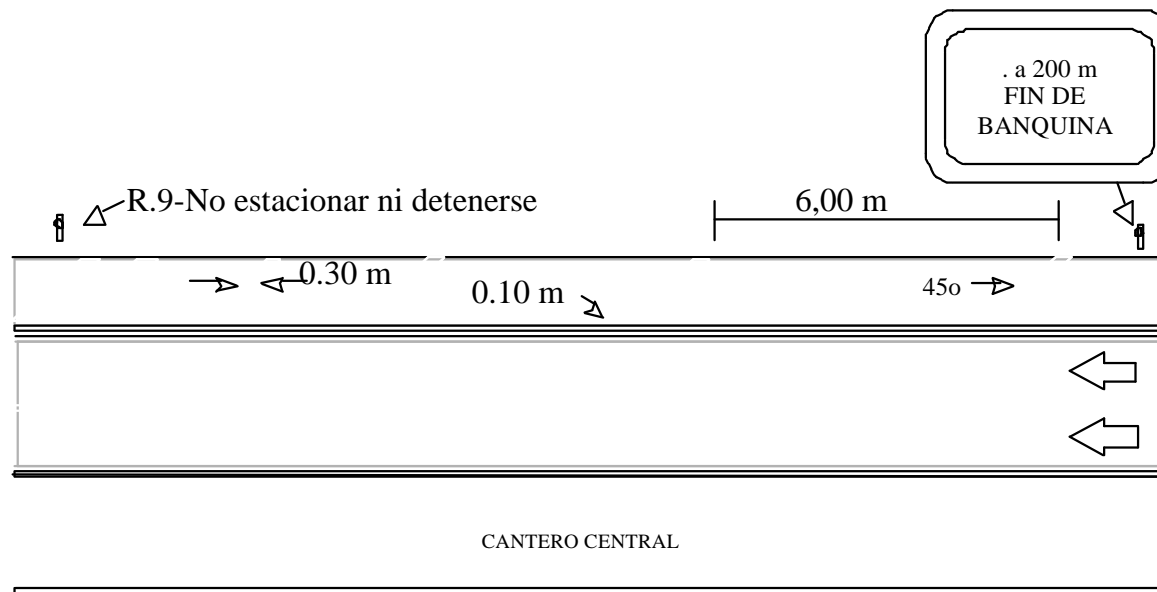 . a 200 m
FIN DE
BANQUINA
R.9-No estacionar ni detenerse
6,00 m
0.30 m
0.10 m
45o
CANTERO CENTRAL